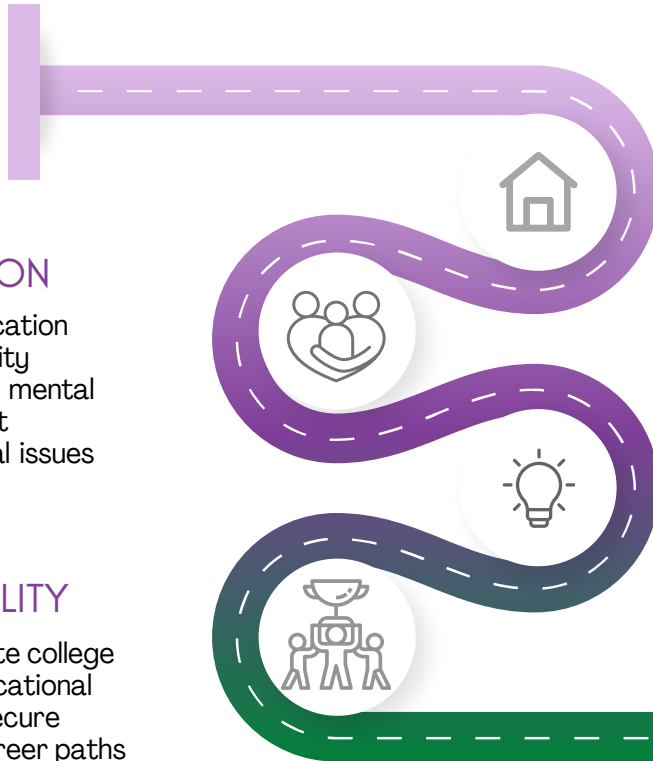 ON
cation
ity
mental
t
al issues
LITY
te college
cational
ecure
reer paths